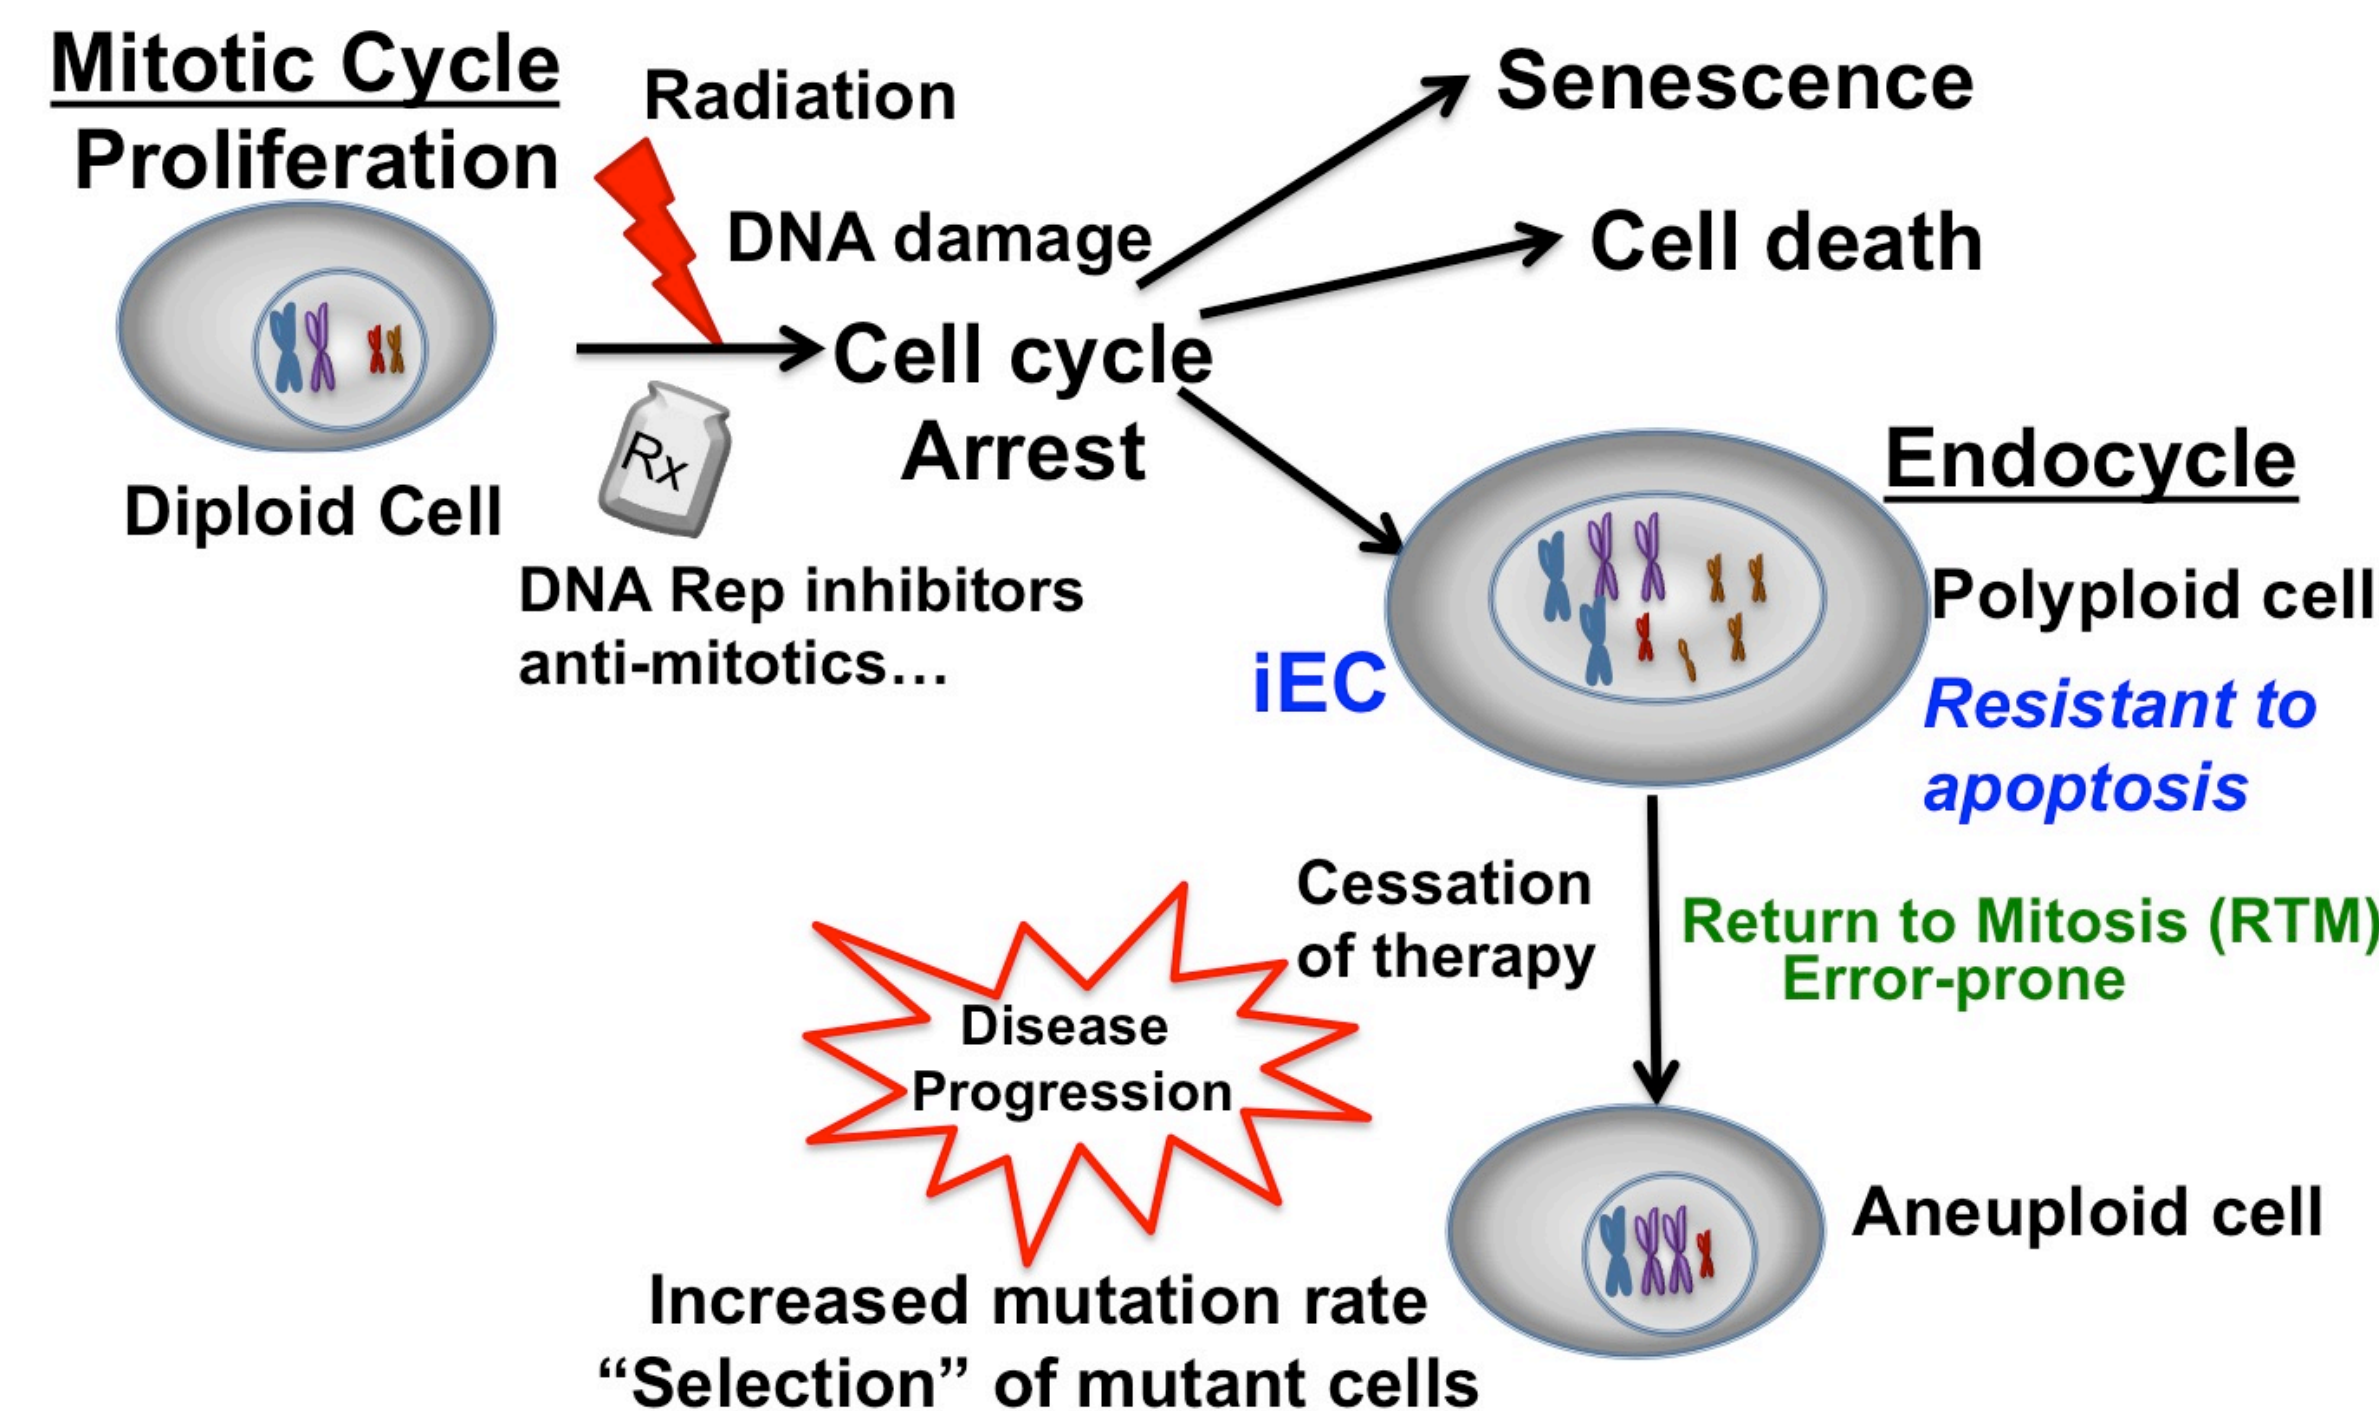 Mitotic Cycle
Proliferation
Diploid Cell
Radiation
DNA damage
Rx
DNA Rep inhibitors
anti-mitotics…
Cell cycle
Arrest
Senescence
Cell death
Endocycle
Polyploid cell
Resistant to
apoptosis
iEC
Cessation
of therapy
Return to Mitosis (RTM)
Error-prone
Aneuploid cell
Disease
Progression
Increased mutation rate
“Selection” of mutant cells